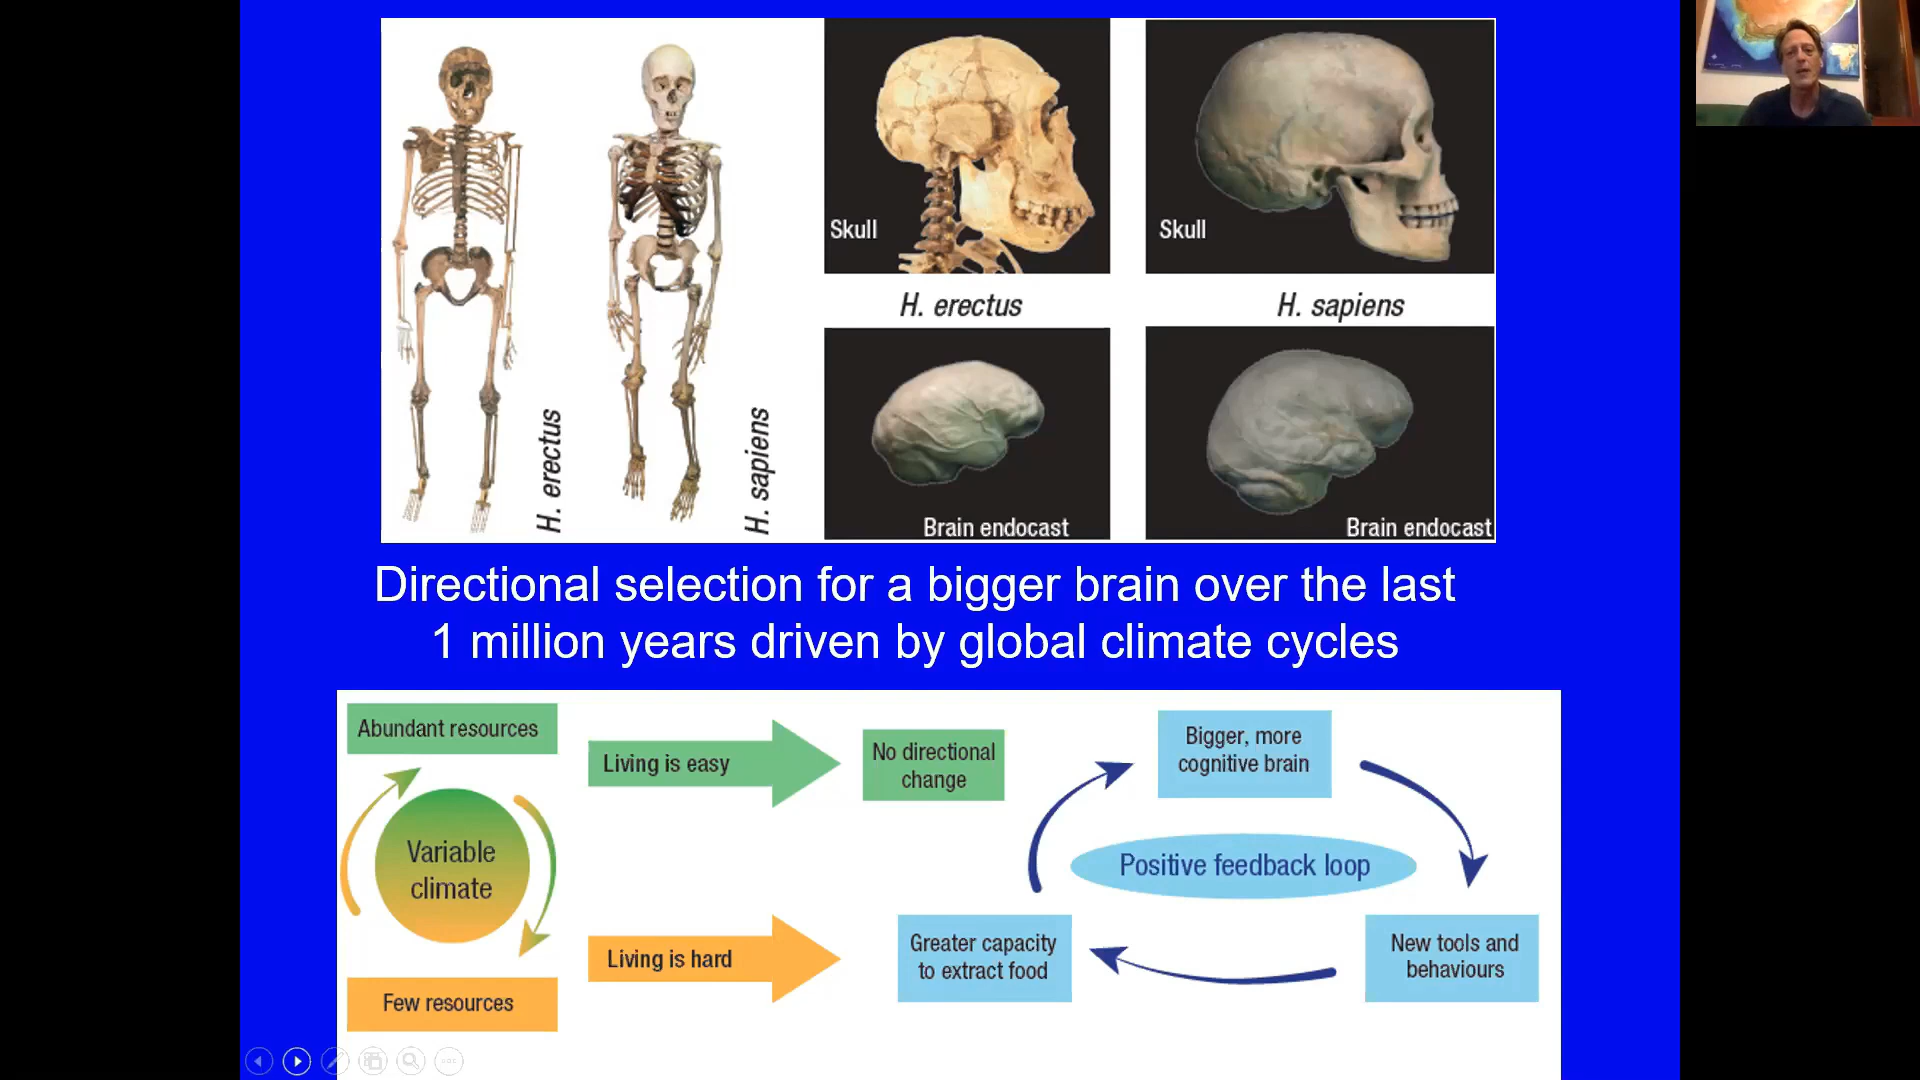 H. erectus
H. sapiens
Skull
Skull
H. erectus
H. sapiens
Brain endocast
Brain endocast
Directional selection for a bigger brain over the last
1 million years driven by global climate cycles
Abundant resources
Variable
climate
Few resources
Living is easy
Living is hard
No directional
change
Bigger, more
cognitive brain
Positive feedback loop
Greater capacity
to extract food
New tools and
behaviours